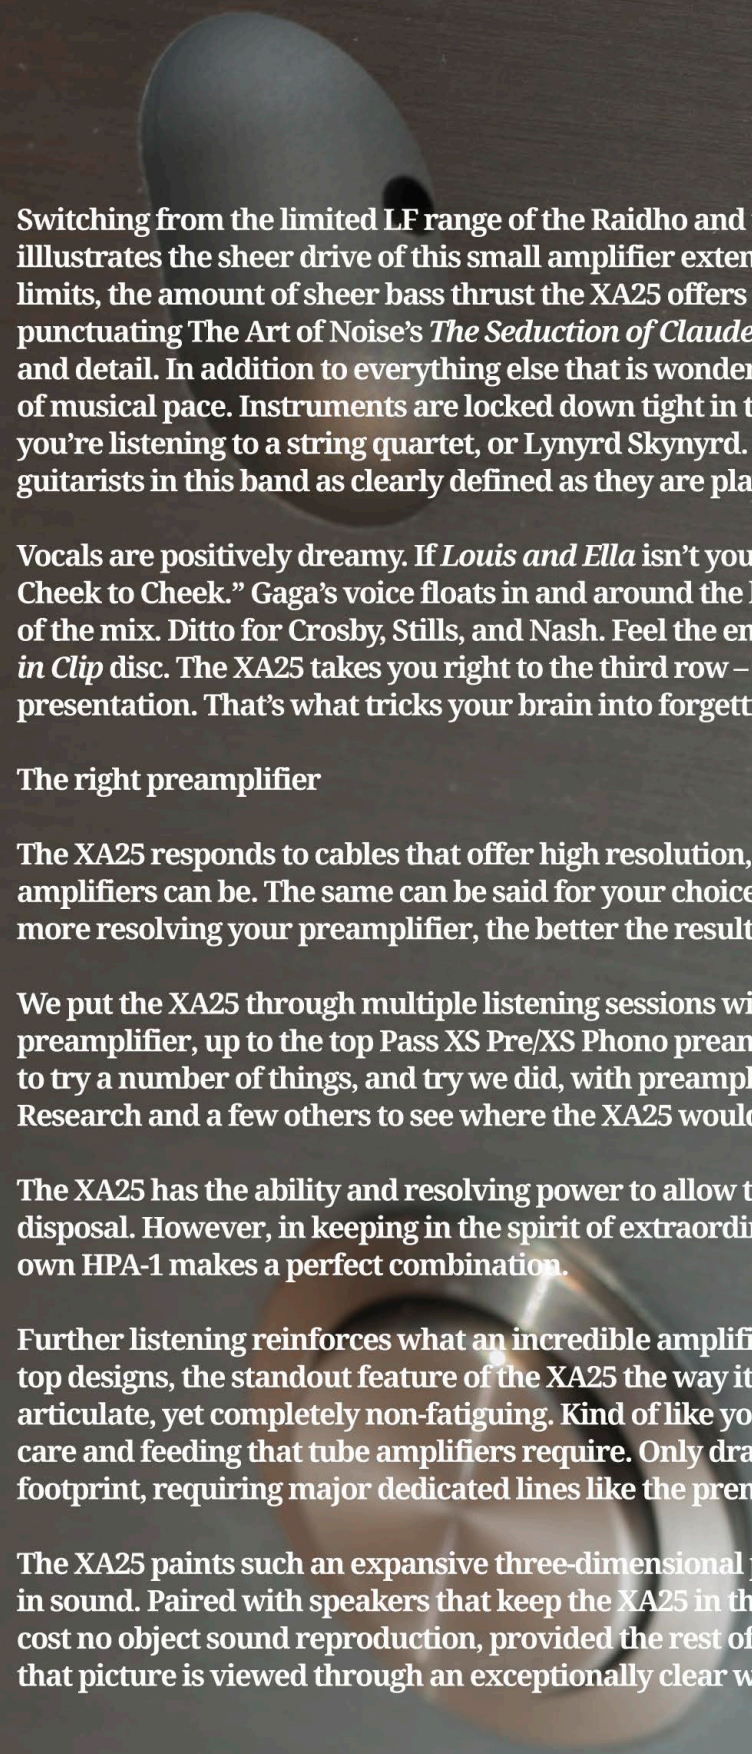 Switching from the limited LF range of the Raidho and
illlustrates the sheer drive of this small amplifier exten
limits, the amount of sheer bass thrust the XA25 offers
punctuating The Art of Noise’s The Seduction of Claude
and detail. In addition to everything else that is wonder
of musical pace. Instruments are locked down tight in t
you’re listening to a string quartet, or Lynyrd Skynyrd.
guitarists in this band as clearly defined as they are pla
Vocals are positively dreamy. If Louis and Ella isn’t you
Cheek to Cheek.” Gaga’s voice floats in and around the
of the mix. Ditto for Crosby, Stills, and Nash. Feel the en
in Clip disc. The XA25 takes you right to the third row –
presentation. That’s what tricks your brain into forgetti
The right preamplifier
The XA25 responds to cables that offer high resolution,
amplifiers can be. The same can be said for your choice
more resolving your preamplifier, the better the result
We put the XA25 through multiple listening sessions wi
preamplifier, up to the top Pass XS Pre/XS Phono pream
to try a number of things, and try we did, with preampl
Research and a few others to see where the XA25 would
The XA25 has the ability and resolving power to allow t
disposal. However, in keeping in the spirit of extraordin
own HPA-1 makes a perfect combination.
Further listening reinforces what an incredible amplifi
top designs, the standout feature of the XA25 the way it
articulate, yet completely non-fatiguing. Kind of like yo
care and feeding that tube amplifiers require. Only dra
footprint, requiring major dedicated lines like the prem
The XA25 paints such an expansive three-dimensional
in sound. Paired with speakers that keep the XA25 in th
cost no object sound reproduction, provided the rest of
that picture is viewed through an exceptionally clear w